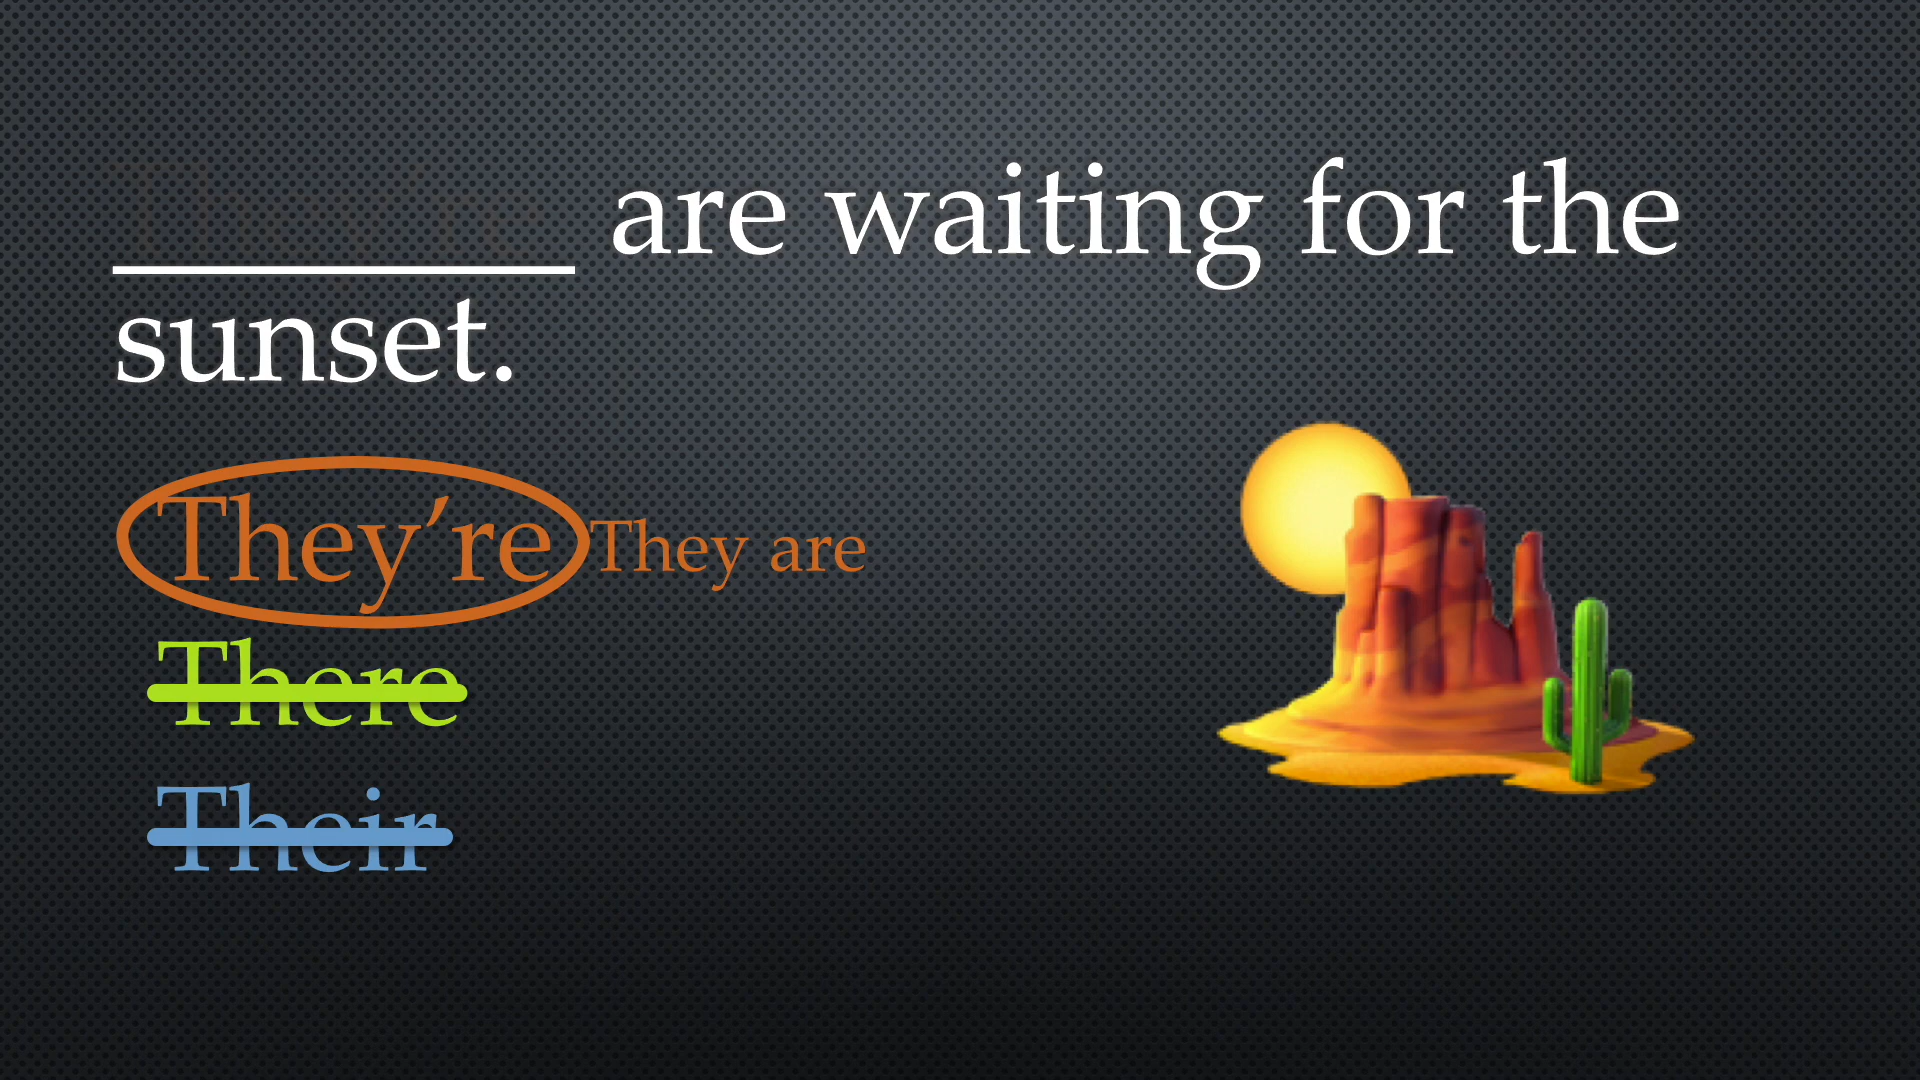 ________ are waiting for the
sunset.
They’re They are
There
Their